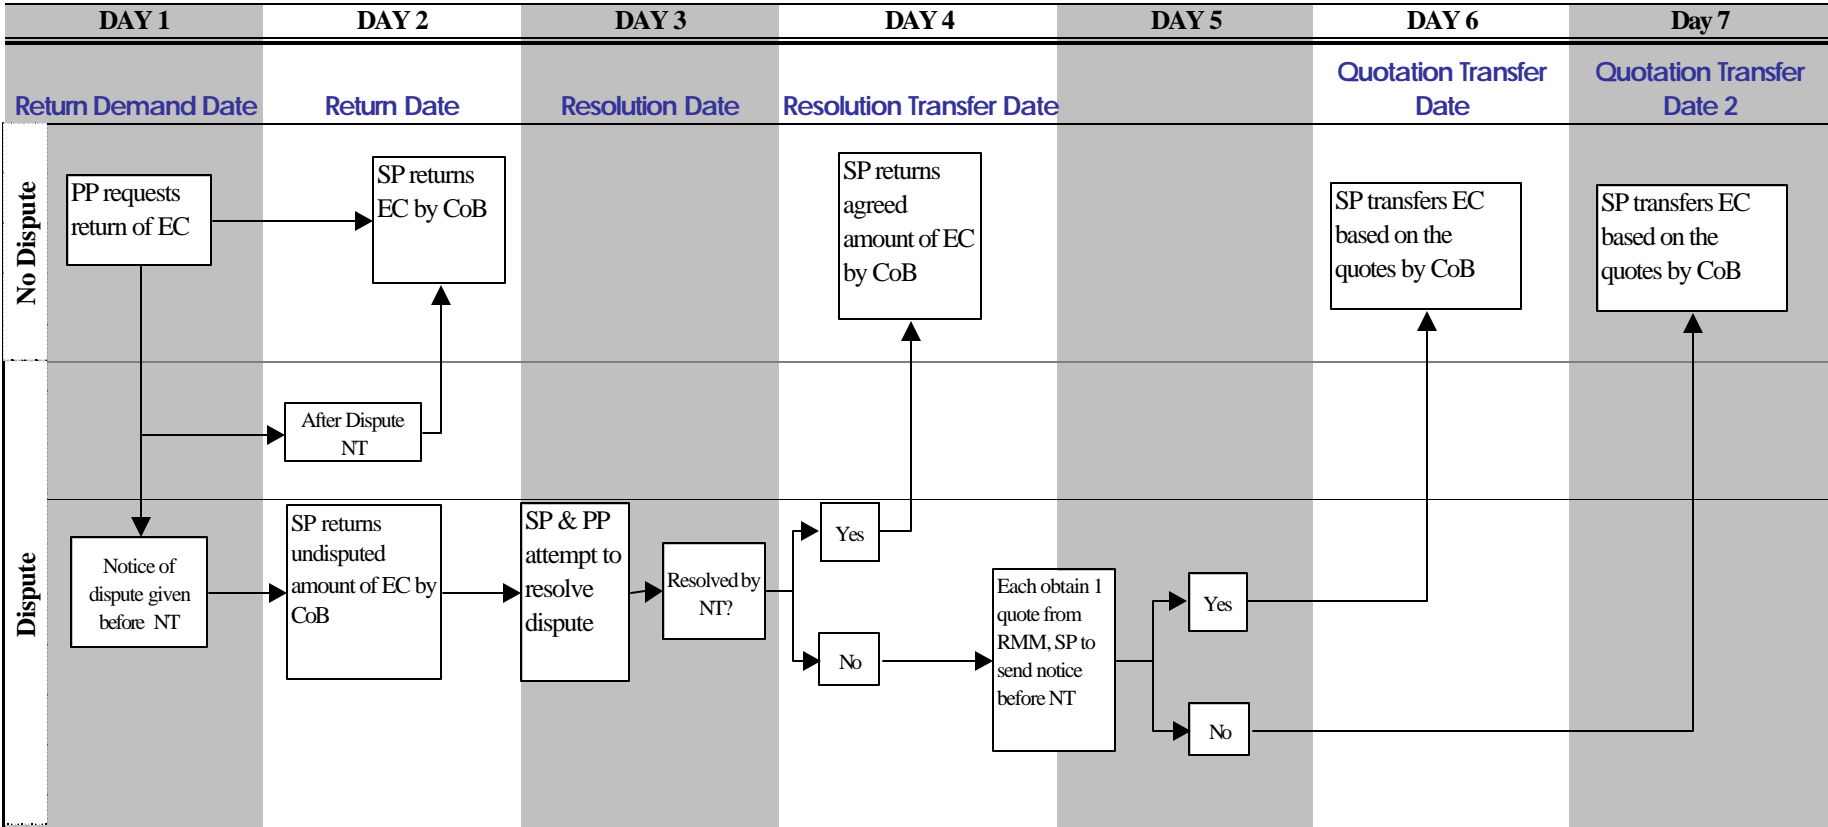 DAY 1
DAY 2
DAY 3
DAY 4
DAY 5
DAY 6
Day 7
Return Demand Date
Return Date
Resolution Date
Resolution Transfer Date
Quotation Transfer
Date
Quotation Transfer
Date 2
No Dispute
PP requests
return of EC
SP returns
EC by CoB
SP returns
agreed
amount of EC
by CoB
SP transfers EC
based on the
quotes by CoB
SP transfers EC
based on the
quotes by CoB
After Dispute
NT
Dispute
Notice of
dispute given
before NT
SP returns
undisputed
amount of EC by
CoB
SP & PP
attempt to
resolve
dispute
Resolved by
NT?
Yes
No
Each obtain 1
quote from
RMM, SP to
send notice
before NT
Yes
No